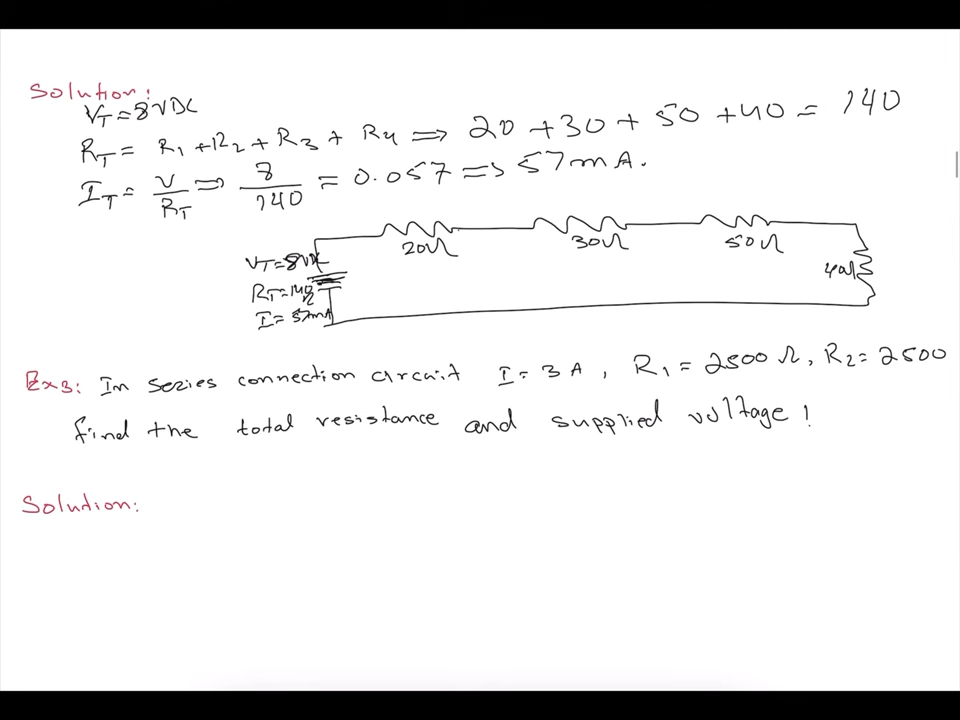 Solution:
VT = 8VDC
RT = R1 + R2 + R3 + R4 => 20 + 30 + 50 + 40 = 140
IT = V/RT => 8/140 = 0.057 => 57mA.
20Ω 30Ω 50Ω
VT=8VDC
40Ω
RT=140Ω
I= 57mA
Ex3: In series connection circuit I = 3A, R1 = 2500Ω, R2 = 2500
find the total resistance and supplied voltage!
Solution: